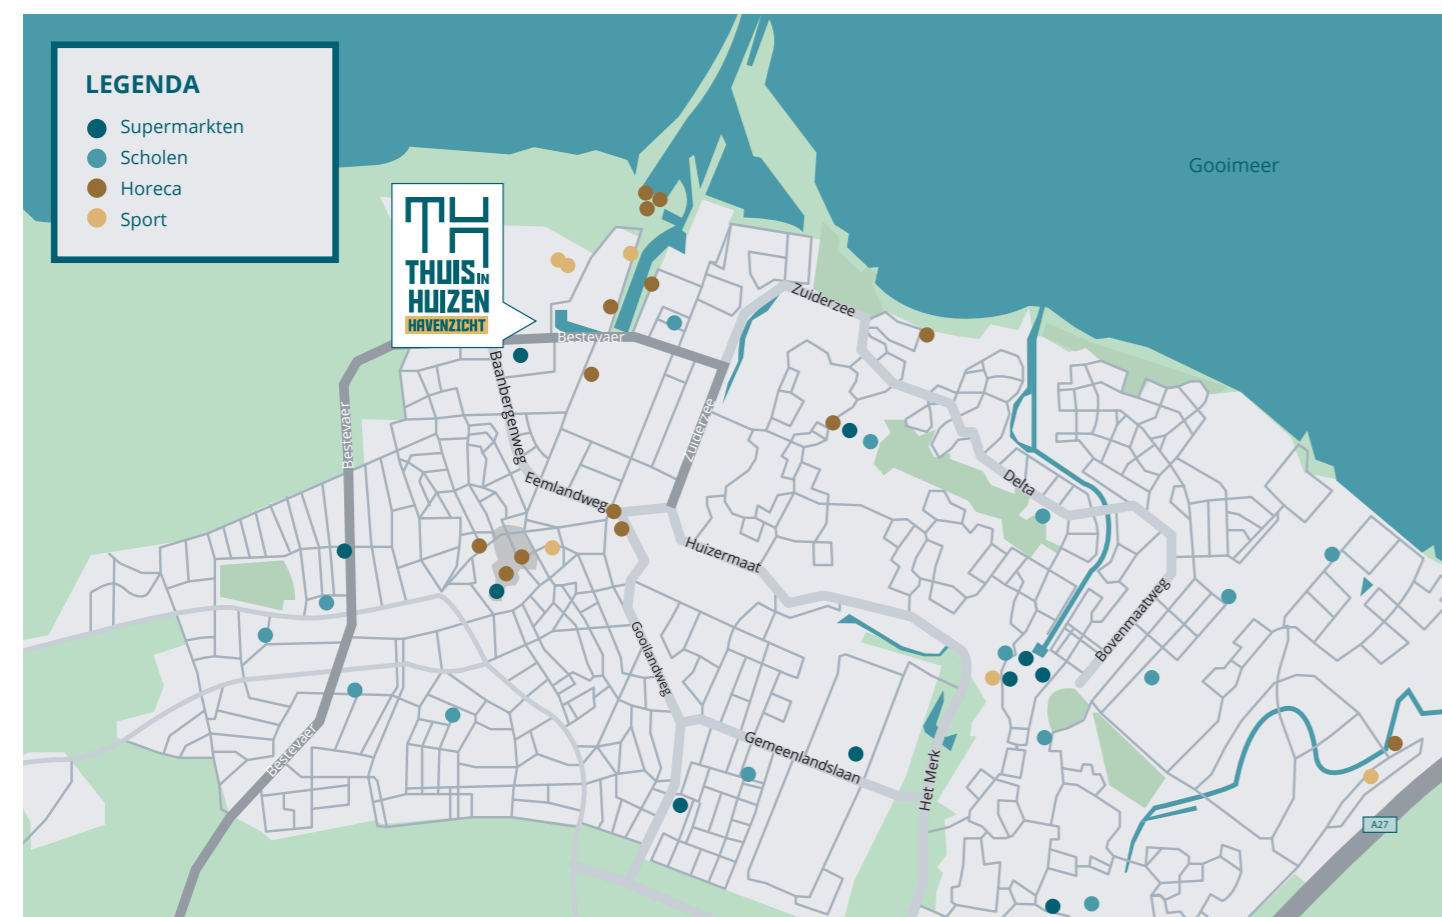 LEGENDA
Supermarkten
Scholen
Horeca
Sport
Gooimeer
THUIS IN
HUIZEN
HAVENZICHT
Zuiderzee
Bestevaer
Baanbergenweg
Bestevaer
Zuiderzee
Eemlandweg
Delta
Huizermaat
Bovenmaatweg
Gooilandweg
Bestevaer
Gemeenlandslaan
Het Merk
A27